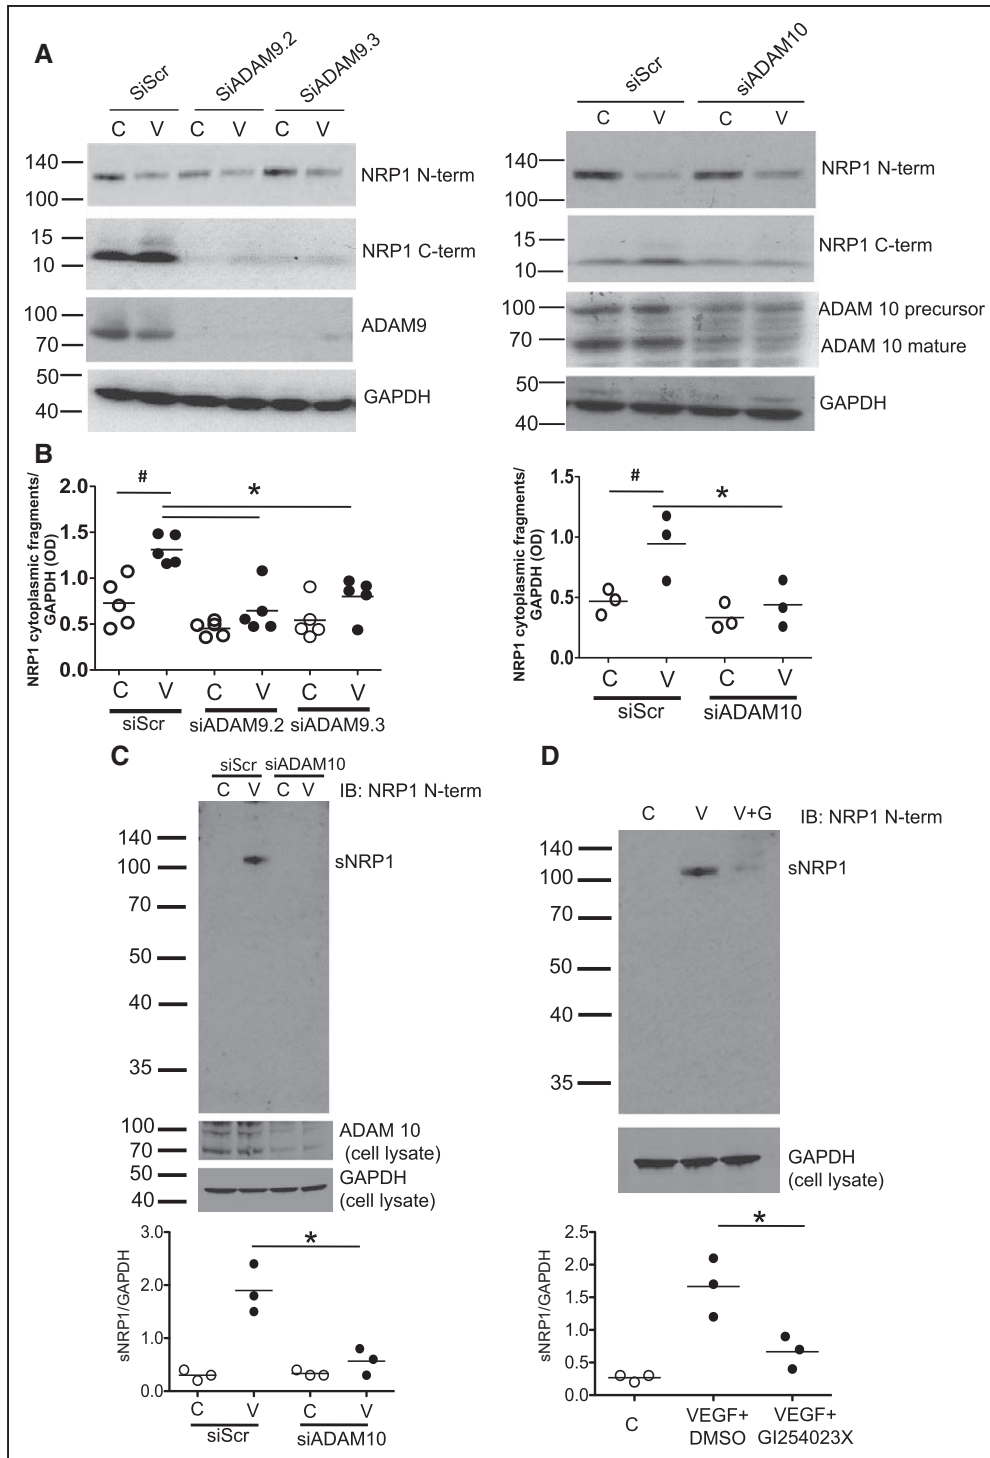 A
SiScr SiADAM9.2 SiADAM9.3
C V C V C V
140
100
NRP1 N-term
15
10
NRP1 C-term
100
70
ADAM9
50
40
GAPDH
siScr siADAM10
C V C V
140
100
NRP1 N-term
15
10
NRP1 C-term
100
70
ADAM 10 precursor
ADAM 10 mature
50
40
GAPDH
B
NRP1 cytoplasmic fragments/
GAPDH (OD)
2.0
1.5
1.0
0.5
0.0
# *
C V C V C V
siScr siADAM9.2 siADAM9.3
NRP1 cytoplasmic fragments/
GAPDH (OD)
1.5
1.0
0.5
0.0
# *
C V C V
siScr siADAM10
C
siScr siADAM10
C V C V IB: NRP1 N-term
140
100
70
50
40
35
sNRP1
100
70
ADAM 10
(cell lysate)
50
40
GAPDH
(cell lysate)
sNRP1/GAPDH
3.0
2.0
1.0
0.0
*
C V C V
siScr siADAM10
D
C V V+G IB: NRP1 N-term
140
100
70
50
40
35
sNRP1
GAPDH
(cell lysate)
sNRP1/GAPDH
2.5
2.0
1.5
1.0
0.5
0.0
*
C VEGF+ VEGF+
DMSO GI254023X